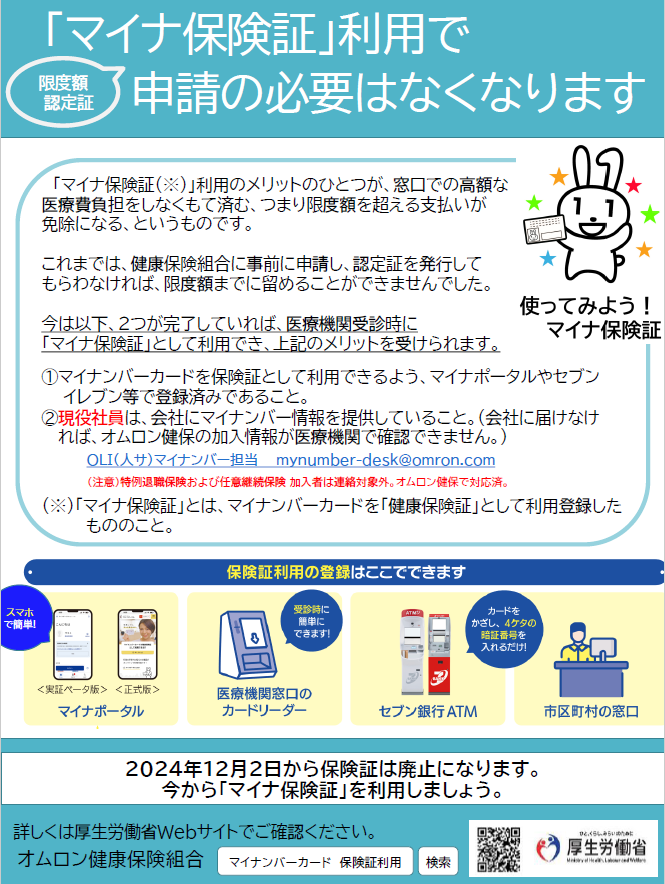 「マイナ保険証」利用で
限度額
認定証
申請の必要はなくなります
「マイナ保険証(※)」利用のメリットのひとつが、窓口での高額な
医療費負担をしなくもて済む、つまり限度額を超える支払いが
免除になる、というものです。
これまでは、健康保険組合に事前に申請し、認定証を発行して
もらわなければ、限度額までに留めることができませんでした。
今は以下、2つが完了していれば、医療機関受診時に
「マイナ保険証」として利用でき、上記のメリットを受けられます。
使ってみよう!
マイナ保険証
①マイナンバーカードを保険証として利用できるよう、マイナポータルやセブン
イレブン等で登録済みであること。
②現役社員は、会社にマイナンバー情報を提供していること。(会社に届けなけ
れば、オムロン健保の加入情報が医療機関で確認できません。)
OLI(人サ)マイナンバー担当 mynumber-desk@omron.com
(注意)特例退職保険および任意継続保険 加入者は連絡対象外。オムロン健保で対応済。
(※)「マイナ保険証」とは、マイナンバーカードを「健康保険証」として利用登録した
もののこと。
保険証利用の登録はここでできます
スマホ
で簡単!
<実証ベータ版> <正式版>
マイナポータル
受診時に
簡単に
できます!
医療機関窓口の
カードリーダー
ATM
カードを
かざし、4ケタの
暗証番号を
入れるだけ!
セブン銀行ATM
市区町村の窓口
2024年12月2日から保険証は廃止になります。
今から「マイナ保険証」を利用しましょう。
詳しくは厚生労働省Webサイトでご確認ください。
オムロン健康保険組合
マイナンバーカード 保険証利用
検索
ひと、くらし、みらいのために
厚生労働省
Ministry of Health, Labour and Welfare